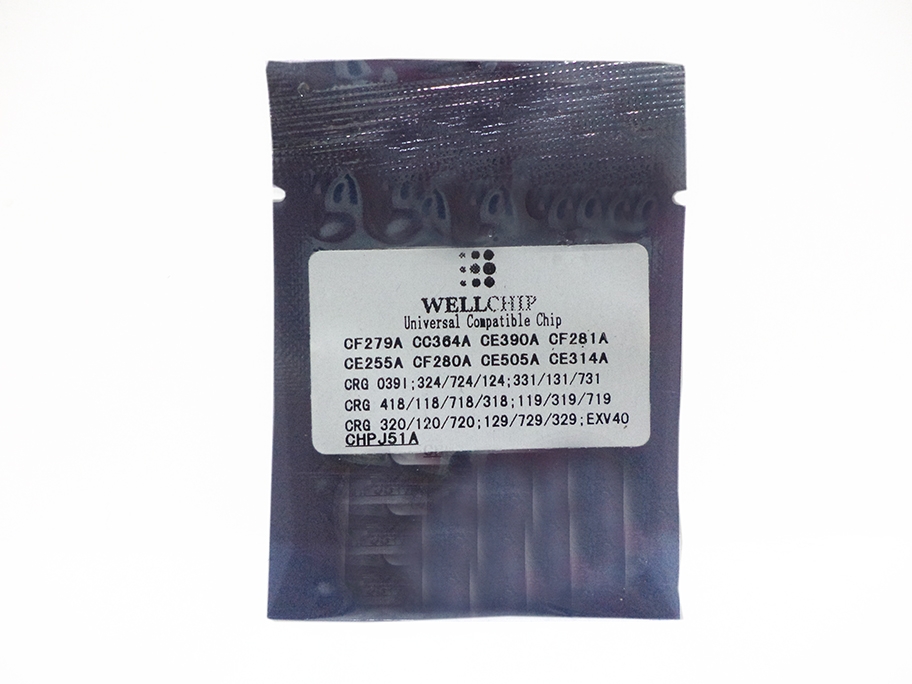 WELLCHIP
Universal Compatible Chip
CF279A CC364A CE390A CF281A
CE255A CF280A CE505A CE314A
CRG 039I;324/724/124;331/131/731
CRG 418/118/718/318;119/319/719
CRG 320/120/720;129/729/329;EXV40
CHPJ51A